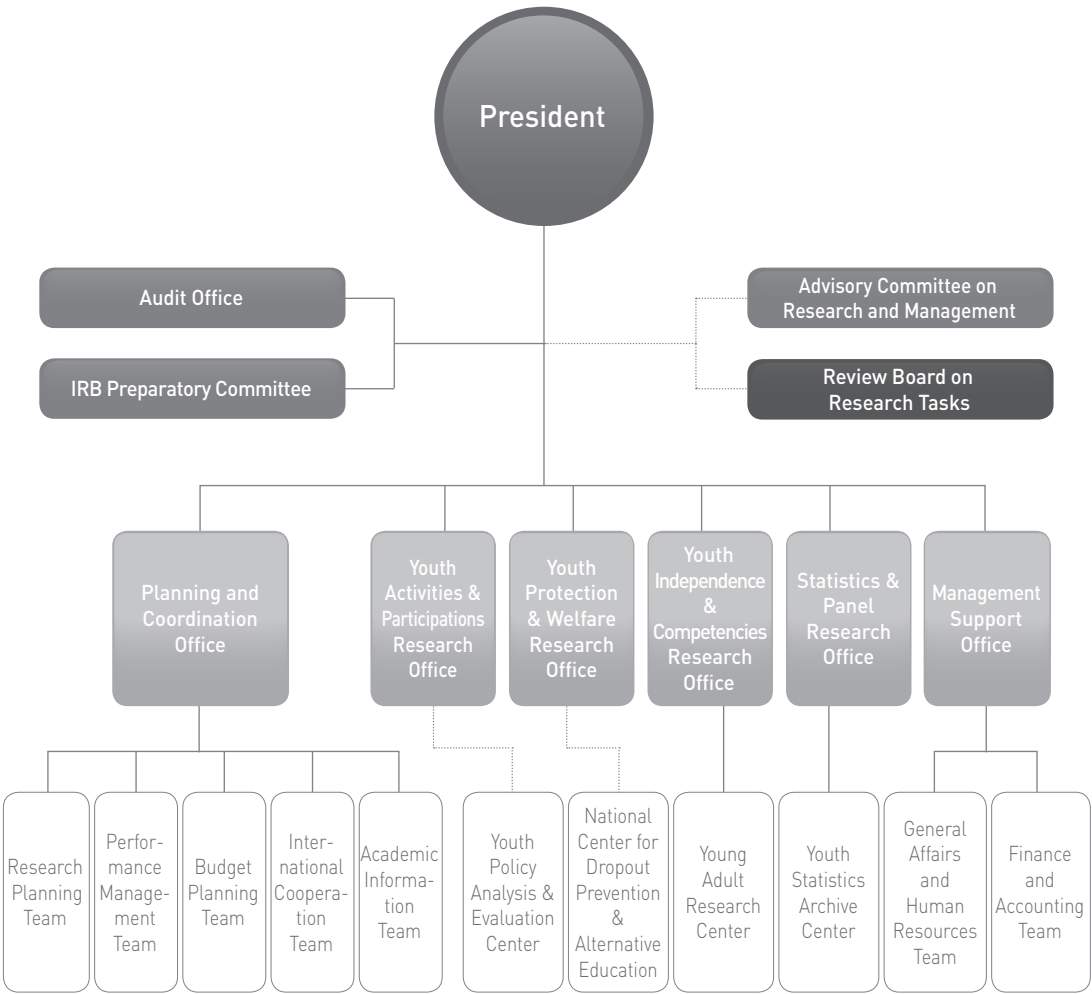 President
Audit Office
IRB Preparatory Committee
Advisory Committee on
Research and Management
Review Board on
Research Tasks
Planning and
Coordination
Office
Youth
Activities &
Participations
Research
Office
Youth
Protection
& Welfare
Research
Office
Youth
Independence
&
Competencies
Research
Office
Statistics &
Panel
Research
Office
Management
Support
Office
Research
Planning
Team
Perfor-
mance
Manage-
ment
Team
Budget
Planning
Team
Inter-
national
Coopera-
tion
Team
Academic
Informa-
tion
Team
Youth
Policy
Analysis &
Evaluation
Center
National
Center for
Dropout
Prevention
&
Alternative
Education
Young
Adult
Research
Center
Youth
Statistics
Archive
Center
General
Affairs
and
Human
Resources
Team
Finance
and
Accounting
Team